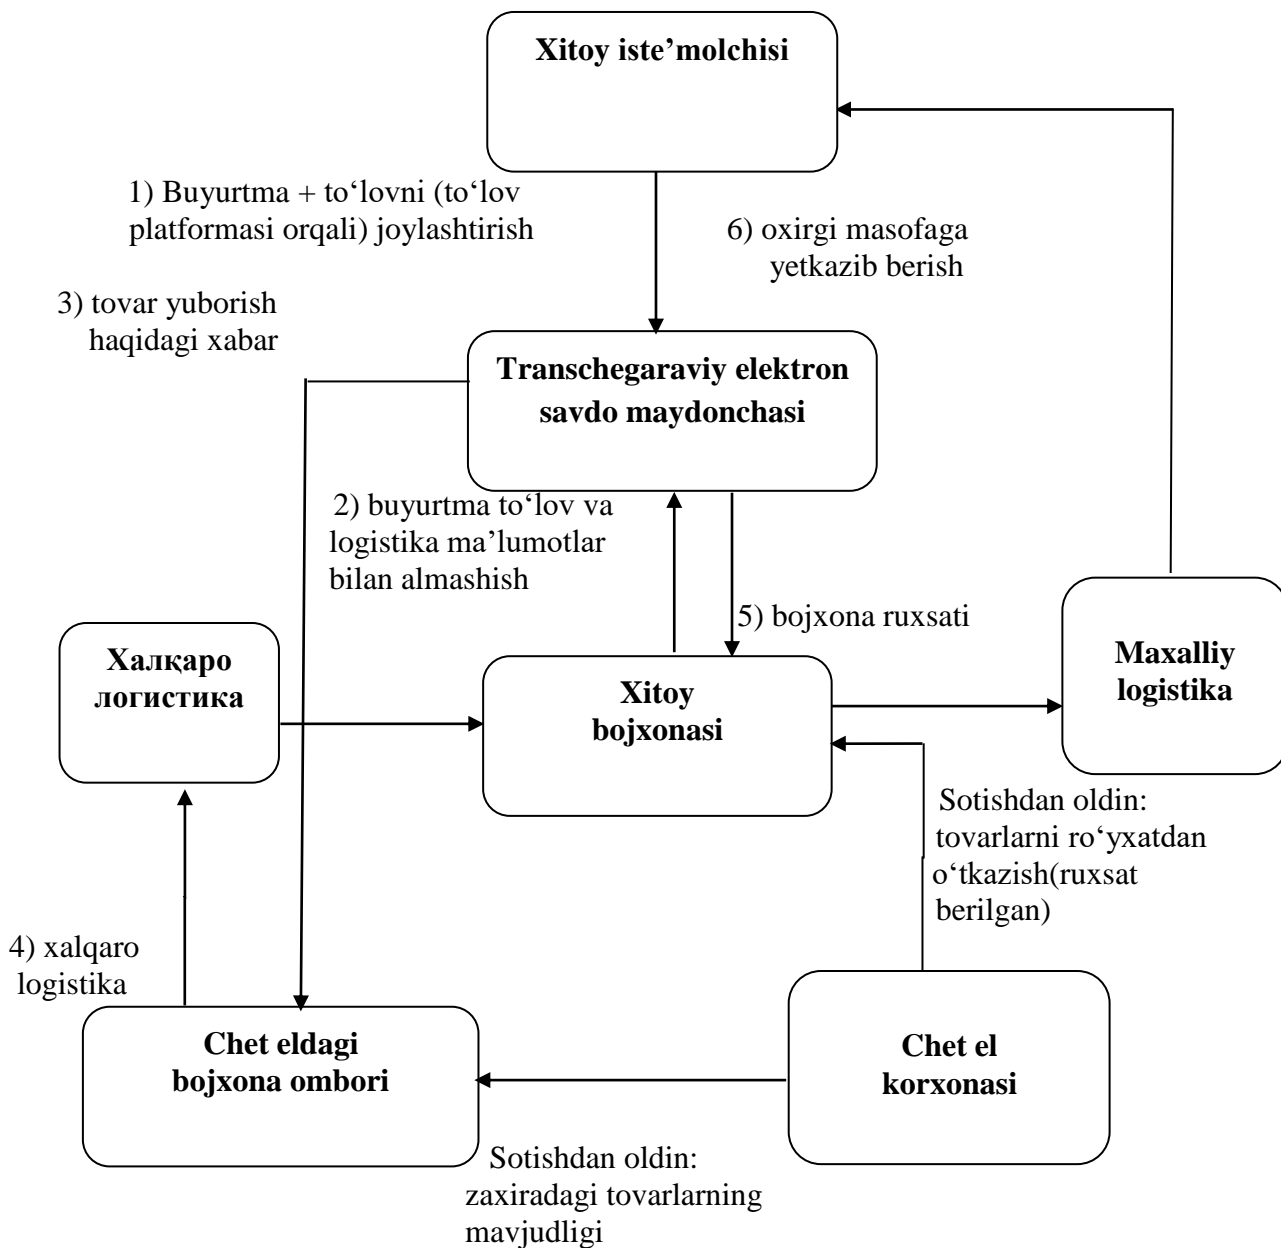 Xitoy iste’molchisi
1) Buyurtma + to‘lovni (to‘lov
platformasi orqali) joylashtirish
6) oxirgi masofaga
yetkazib berish
3) tovar yuborish
haqidagi xabar
Transchegaraviy elektron
savdo maydonchasi
2) buyurtma to‘lov va
logistika ma’lumotlar
bilan almashish
5) bojxona ruxsati
Халқаро
логистика
Xitoy
bojxonasi
Maxalliy
logistika
Sotishdan oldin:
tovarlarni ro‘yxatdan
o‘tkazish(ruxsat
berilgan)
4) xalqaro
logistika
Chet eldagi
bojxona ombori
Chet el
korxonasi
Sotishdan oldin:
zaxiradagi tovarlarning
mavjudligi